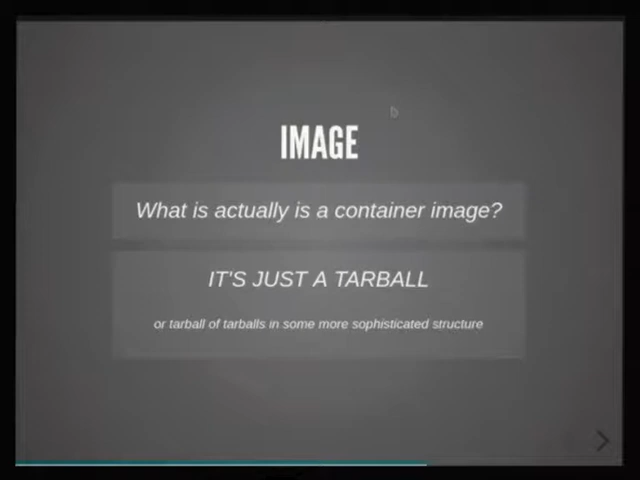 IMAGE
What is actually is a container image?
IT'S JUST A TARBALL
or tarball of tarballs in some more sophisticated structure